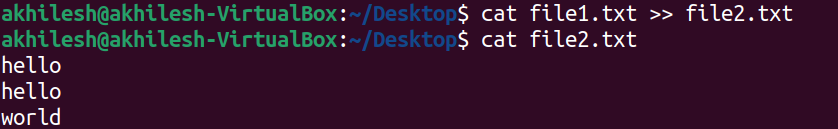 akhilesh@akhilesh-VirtualBox:~/Desktop$ cat file1.txt >> file2.txt
akhilesh@akhilesh-VirtualBox:~/Desktop$ cat file2.txt
hello
hello
world